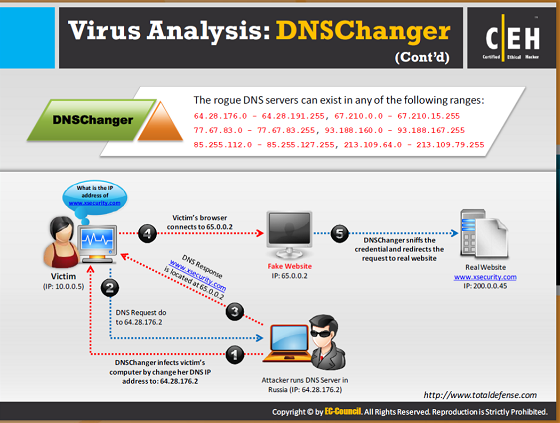 Virus Analysis: DNSChanger
(Cont'd)
C|EH
Certified Ethical Hacker
DNSChanger
The rogue DNS servers can exist in any of the following ranges:
64.28.176.0 – 64.28.191.255, 67.210.0.0 – 67.210.15.255
77.67.83.0 – 77.67.83.255, 93.188.160.0 – 93.188.167.255
85.255.112.0 – 85.255.127.255, 213.109.64.0 – 213.109.79.255
What is the IP
address of
www.xsecurity.com
Victim
(IP: 10.0.0.5)
4
Victim's browser
connects to 65.0.0.2
Fake Website
IP: 65.0.0.2
5
DNSChanger sniffs the
credential and redirects the
request to real website
Real Website
www.xsecurity.com
IP: 200.0.0.45
DNS Response
www.xsecurity.com
is located at 65.0.0.2
3
2
DNS Request do
to 64.28.176.2
1
DNSChanger infects victim's
computer by change her DNS IP
address to: 64.28.176.2
Attacker runs DNS Server in
Russia (IP: 64.28.176.2)
http://www.totaldefense.com
Copyright © by EC-Council. All Rights Reserved. Reproduction is Strictly Prohibited.